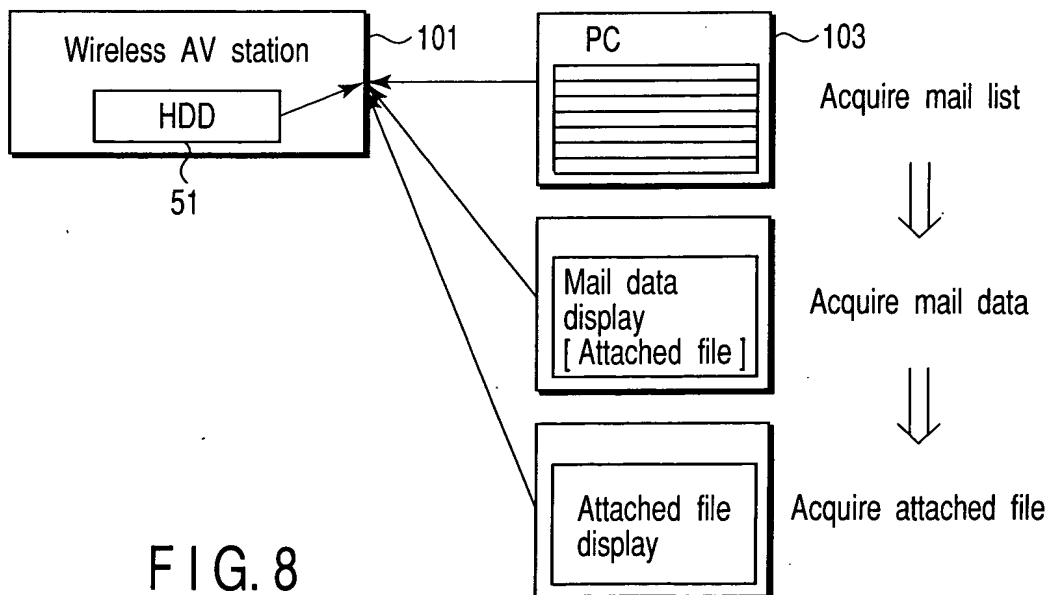 Wireless AV station
101
HDD
51
PC
103
Acquire mail list
Mail data
display
[ Attached file ]
Acquire mail data
Attached file
display
Acquire attached file
FIG. 8